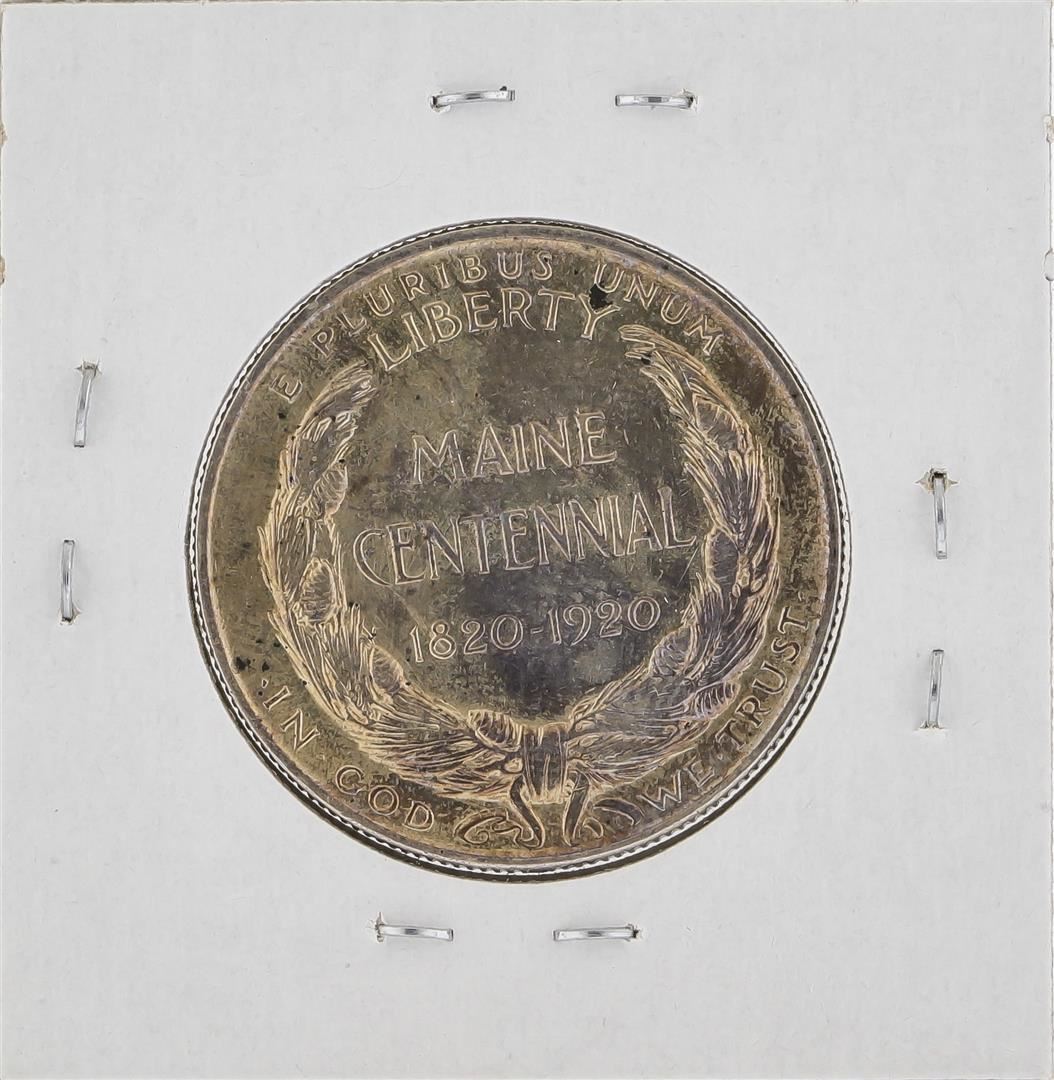 E PLURIBUS UNUM
LIBERTY
MAINE
CENTENNIAL
1820-1920
·IN GOD WE·TRUST·